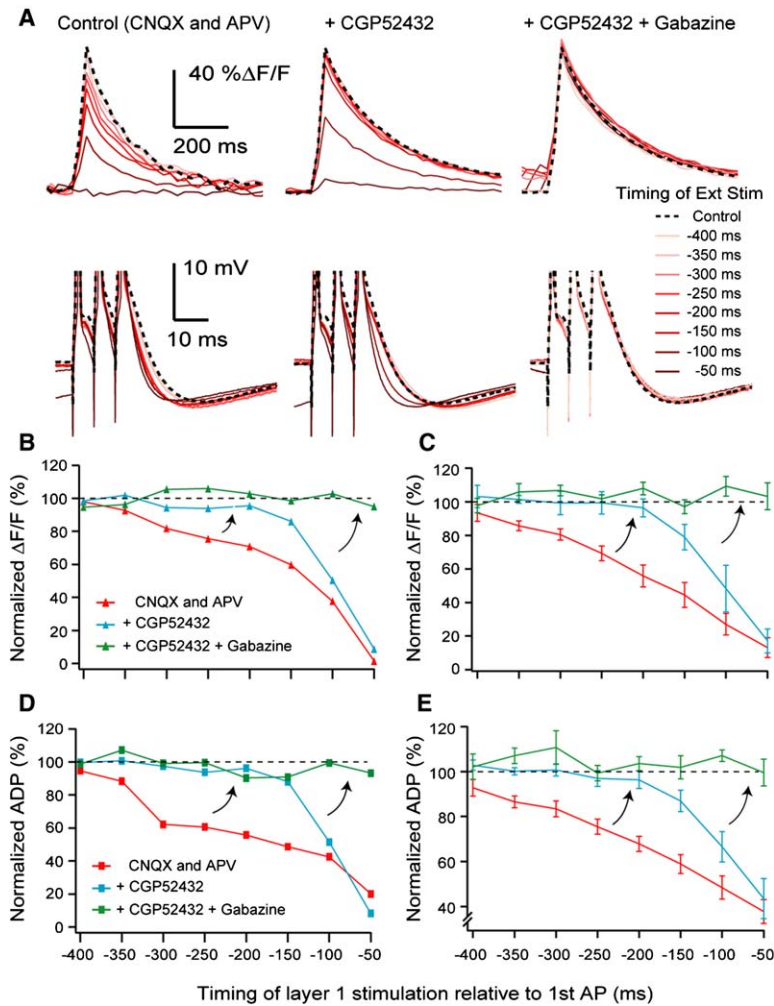 A
Control (CNQX and APV)
+ CGP52432
+ CGP52432 + Gabazine
40 %ΔF/F
200 ms
Timing of Ext Stim
Control
-400 ms
-350 ms
-300 ms
-250 ms
-200 ms
-150 ms
-100 ms
-50 ms
10 mV
10 ms
B
Normalized ΔF/F (%)
120
100
80
60
40
20
0
CNQX and APV
+ CGP52432
+ CGP52432 + Gabazine
C
Normalized ΔF/F (%)
120
100
80
60
40
20
0
D
Normalized ADP (%)
120
100
80
60
40
20
0
CNQX and APV
+ CGP52432
+ CGP52432 + Gabazine
-400 -350 -300 -250 -200 -150 -100 -50
E
Normalized ADP (%)
120
100
80
60
40
-400 -350 -300 -250 -200 -150 -100 -50
Timing of layer 1 stimulation relative to 1st AP (ms)